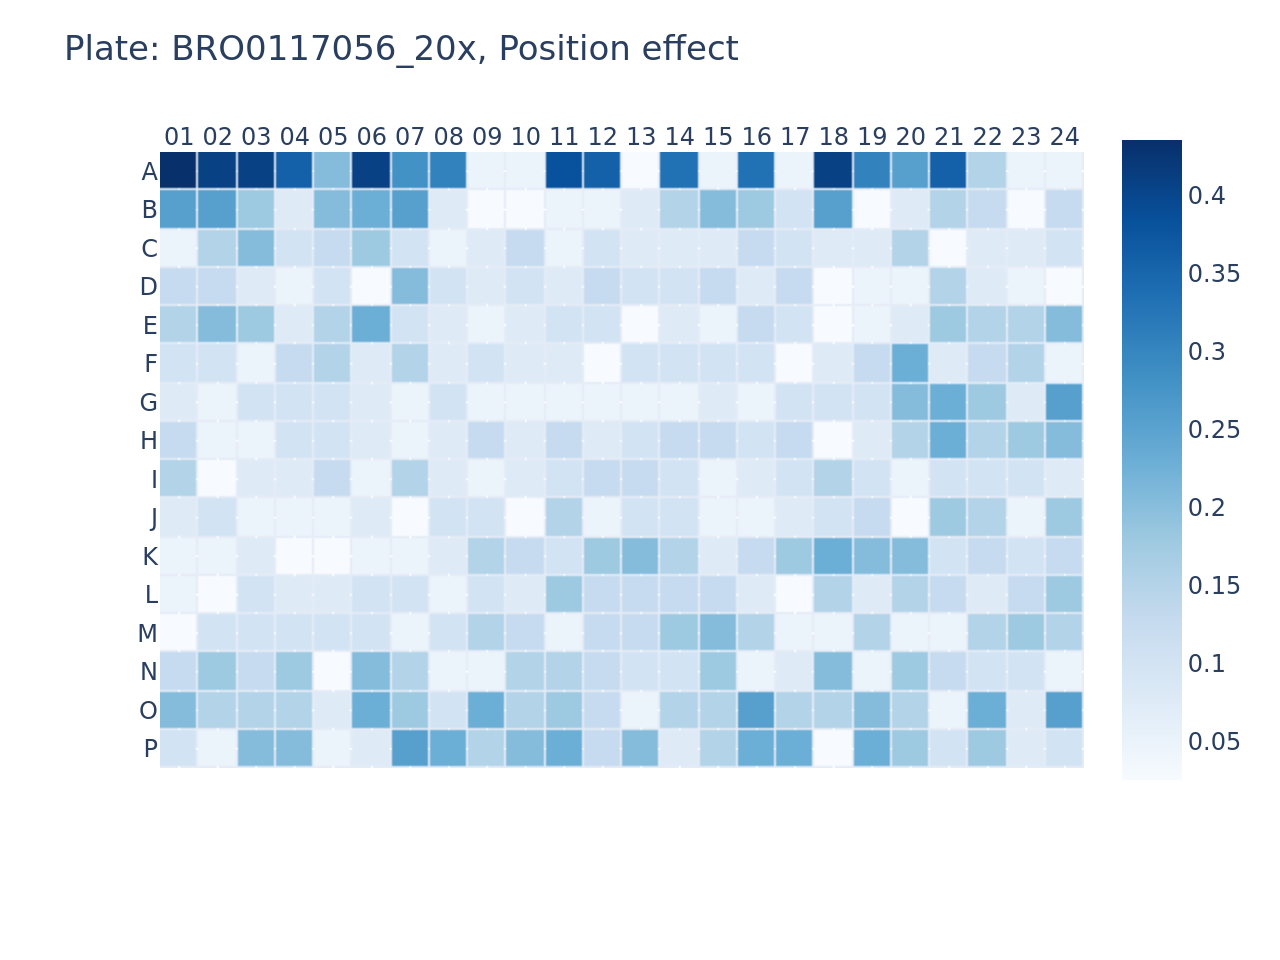 Plate: BRO0117056_20x, Position effect
01 02 03 04 05 06 07 08 09 10 11 12 13 14 15 16 17 18 19 20 21 22 23 24
A
B
C
D
E
F
G
H
I
J
K
L
M
N
O
P
0.4
0.35
0.3
0.25
0.2
0.15
0.1
0.05